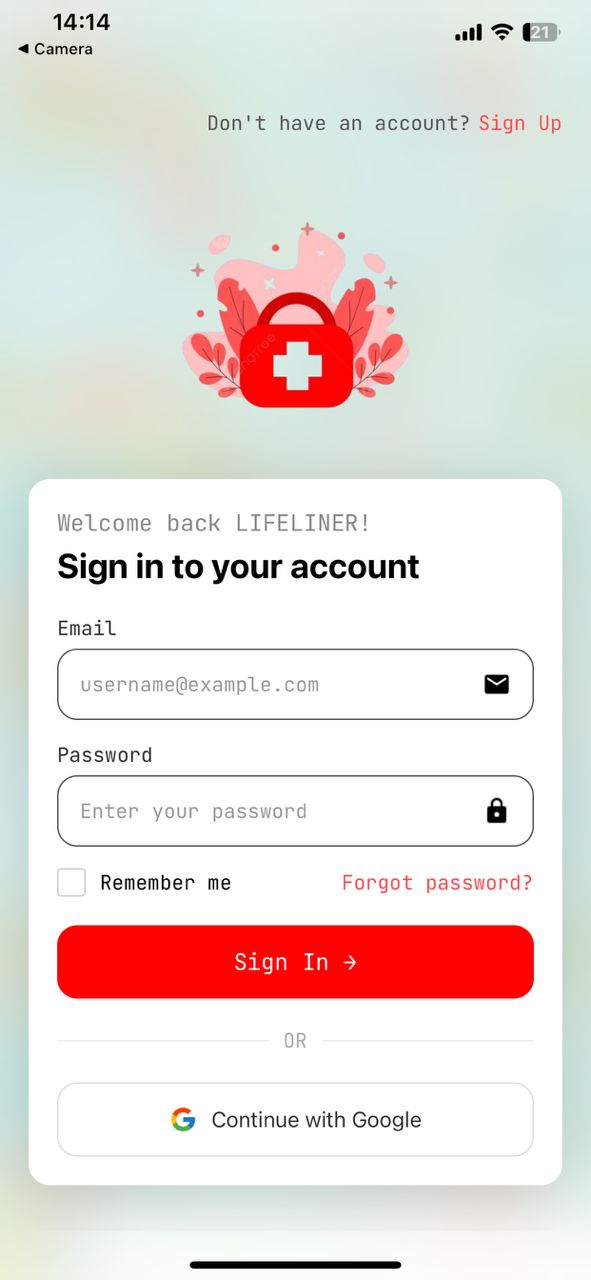 14:14
21
◀ Camera
Don't have an account? Sign Up
Welcome back LIFELINER!
Sign in to your account
Email
username@example.com
Password
Enter your password
Remember me
Forgot password?
Sign In →
OR
Continue with Google